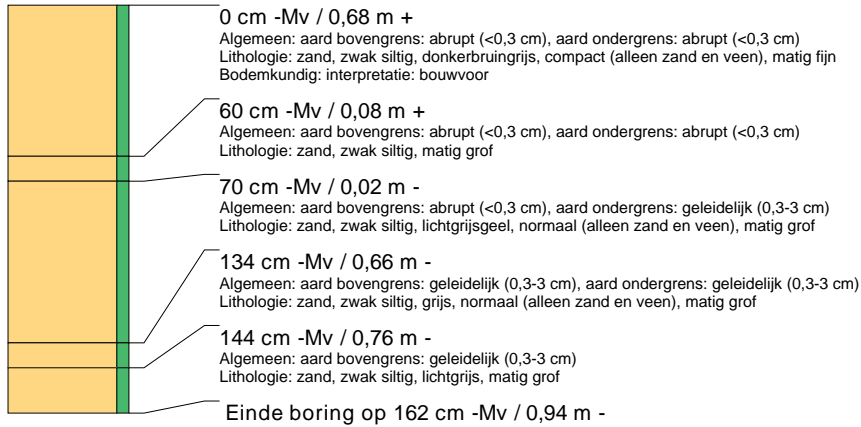 0 cm -Mv / 0,68 m +
Algemeen: aard bovengrens: abrupt (<0,3 cm), aard ondergrens: abrupt (<0,3 cm)
Lithologie: zand, zwak siltig, donkerbruingrijs, compact (alleen zand en veen), matig fijn
Bodemkundig: interpretatie: bouwvoor
60 cm -Mv / 0,08 m +
Algemeen: aard bovengrens: abrupt (<0,3 cm), aard ondergrens: abrupt (<0,3 cm)
Lithologie: zand, zwak siltig, matig grof
70 cm -Mv / 0,02 m -
Algemeen: aard bovengrens: abrupt (<0,3 cm), aard ondergrens: geleidelijk (0,3-3 cm)
Lithologie: zand, zwak siltig, lichtgrijsgeel, normaal (alleen zand en veen), matig grof
134 cm -Mv / 0,66 m -
Algemeen: aard bovengrens: geleidelijk (0,3-3 cm), aard ondergrens: geleidelijk (0,3-3 cm)
Lithologie: zand, zwak siltig, grijs, normaal (alleen zand en veen), matig grof
144 cm -Mv / 0,76 m -
Algemeen: aard bovengrens: geleidelijk (0,3-3 cm)
Lithologie: zand, zwak siltig, lichtgrijs, matig grof
Einde boring op 162 cm -Mv / 0,94 m -